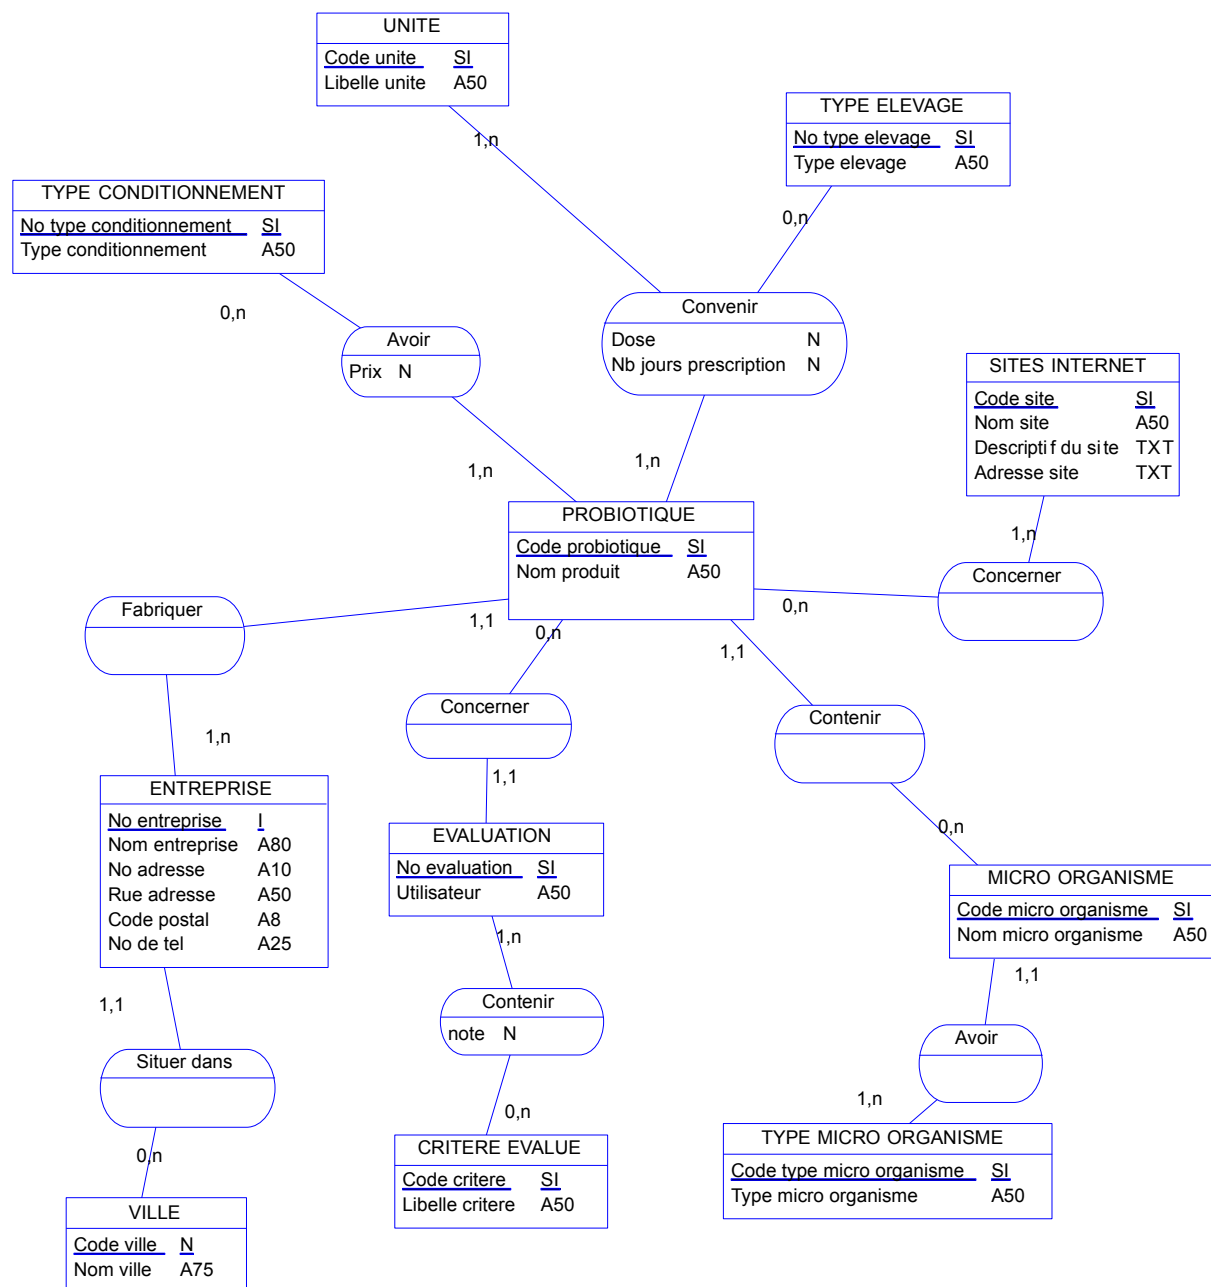 UNITE
Code unite SI
Libelle unite A50
1,n
TYPE ELEVAGE
No type elevage SI
Type elevage A50
0,n
TYPE CONDITIONNEMENT
No type conditionnement SI
Type conditionnement A50
0,n
Avoir
Prix N
1,n
Convenir
Dose N
Nb jours prescription N
1,n
SITES INTERNET
Code site SI
Nom site A50
Descriptif du site TXT
Adresse site TXT
1,n
Concerner
0,n
PROBIOTIQUE
Code probiotique SI
Nom produit A50
Fabriquer
1,1
0,n
1,1
1,n
Concerner
1,1
Contenir
0,n
ENTREPRISE
No entreprise I
Nom entreprise A80
No adresse A10
Rue adresse A50
Code postal A8
No de tel A25
1,1
EVALUATION
No evaluation SI
Utilisateur A50
1,n
MICRO ORGANISME
Code micro organisme SI
Nom micro organisme A50
1,1
Situer dans
0,n
Contenir
note N
0,n
Avoir
1,n
VILLE
Code ville N
Nom ville A75
CRITERE EVALUE
Code critere SI
Libelle critere A50
TYPE MICRO ORGANISME
Code type micro organisme SI
Type micro organisme A50